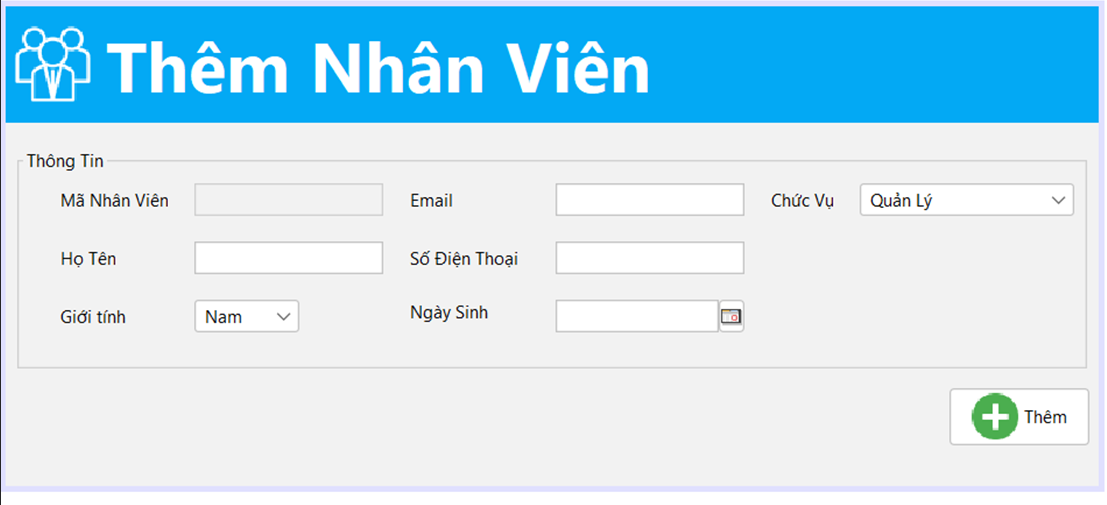 Thêm Nhân Viên
Thông Tin
Mã Nhân Viên Email Chức Vụ Quản Lý
Họ Tên Số Điện Thoại
Giới tính Nam Ngày Sinh
Thêm